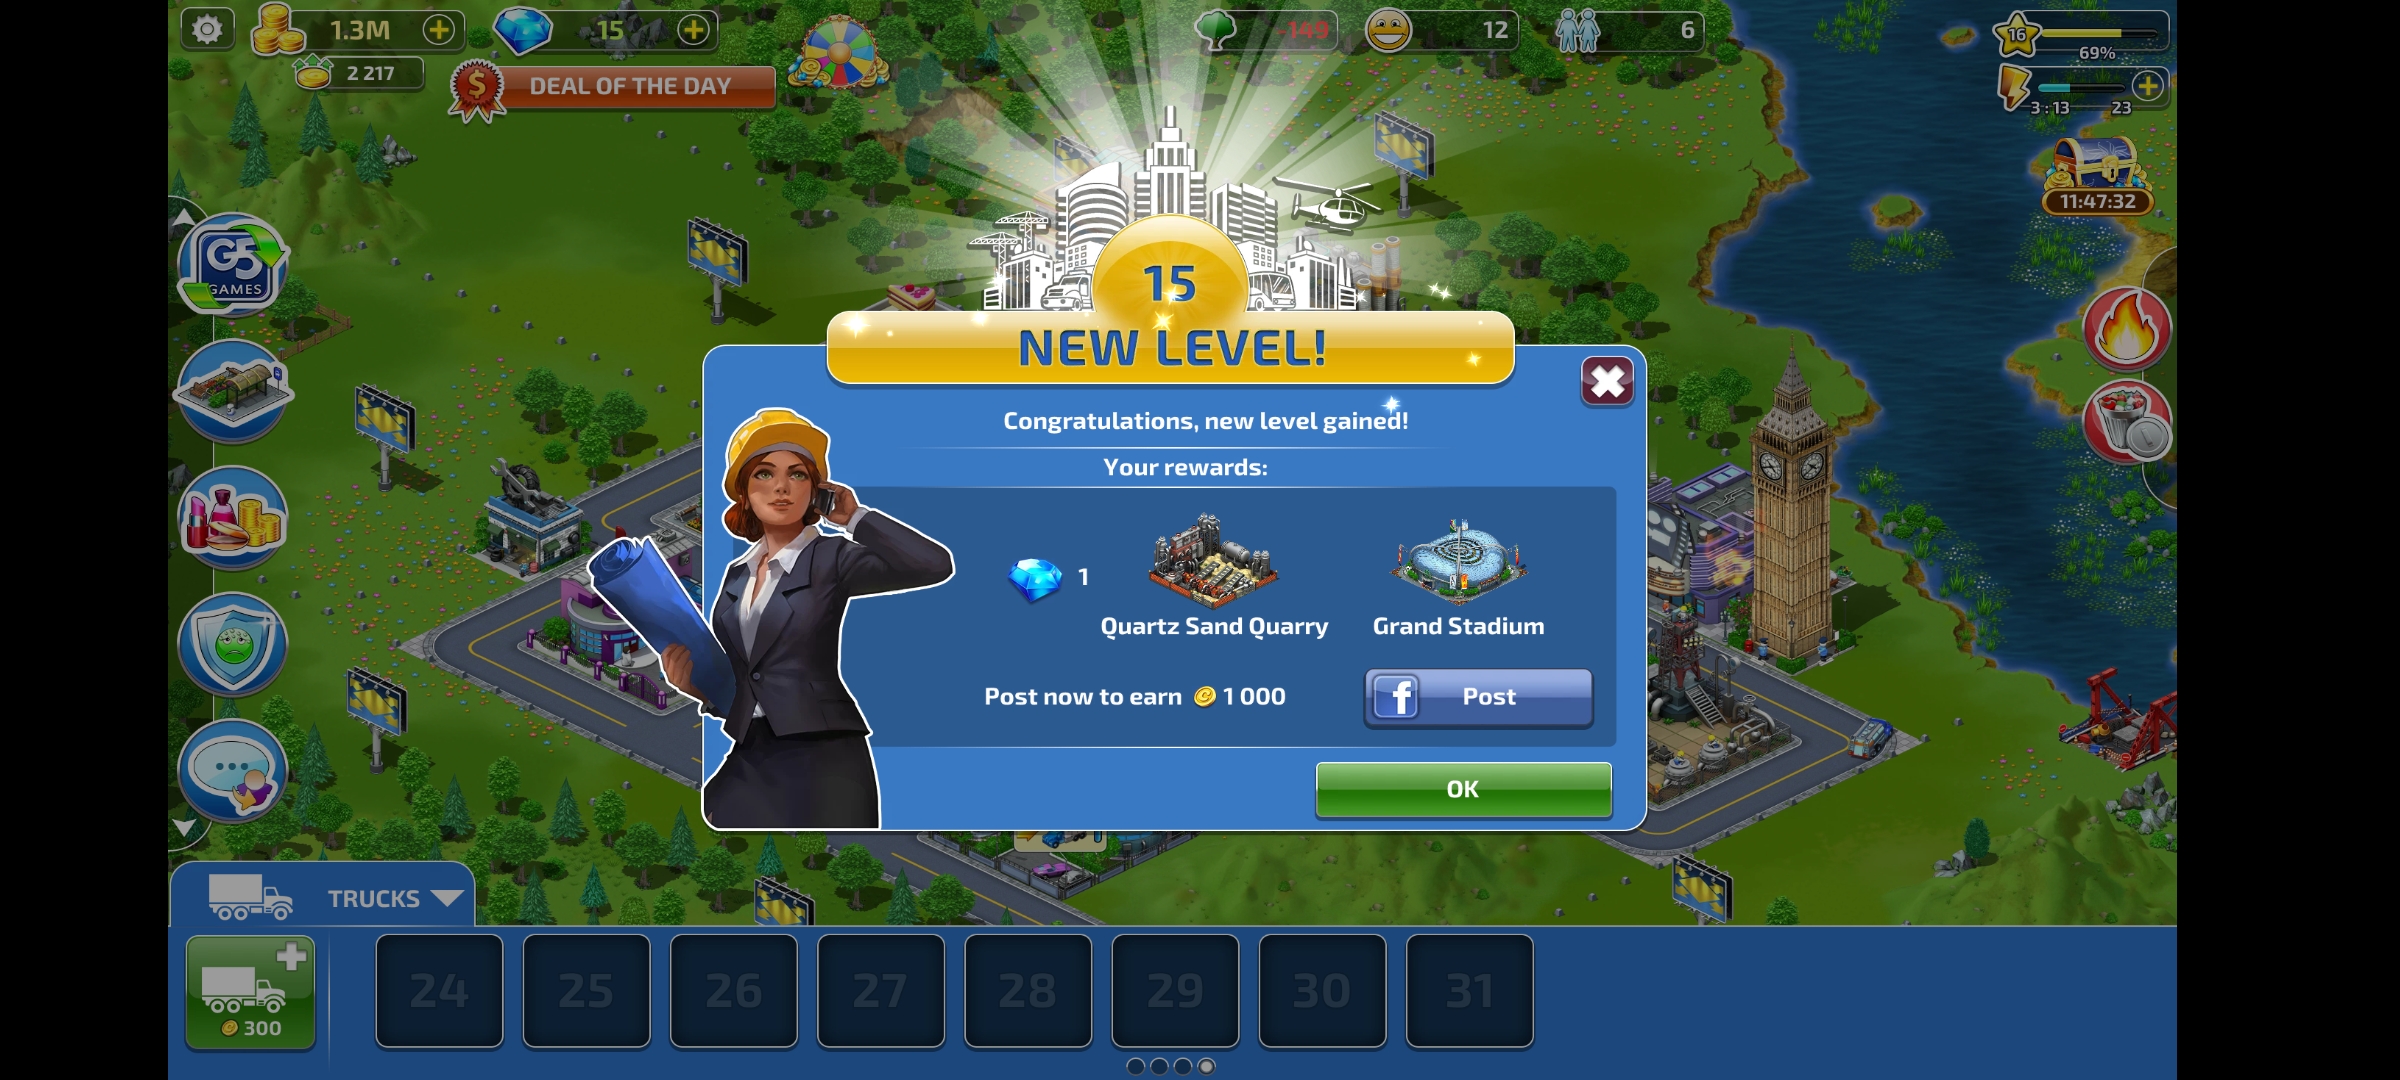 1.3M
15
-149
12
6
16
69%
2 217
DEAL OF THE DAY
3:13
23
11:47:32
G5
GAMES
15
NEW LEVEL!
Congratulations, new level gained!
Your rewards:
1
Quartz Sand Quarry
Grand Stadium
Post now to earn 1 000
f Post
OK
TRUCKS
300
24
25
26
27
28
29
30
31